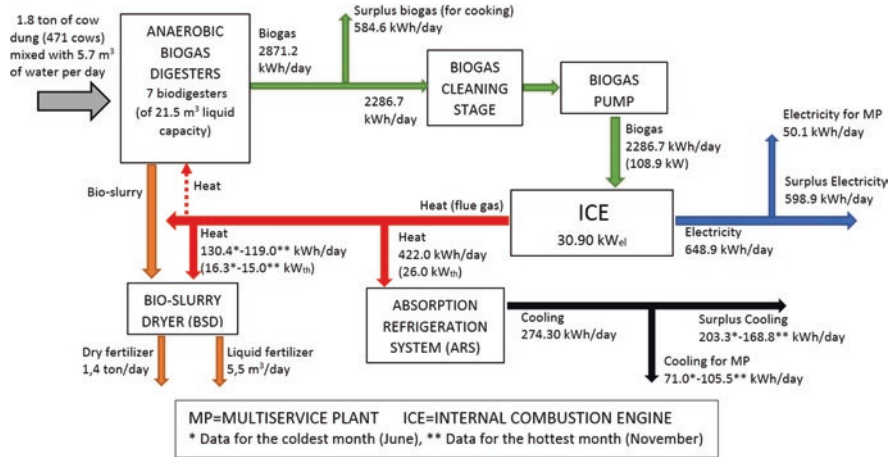 1.8 ton of cow
dung (471 cows)
mixed with 5.7 m³
of water per day
ANAEROBIC
BIOGAS
DIGESTERS
7 biodigesters
(of 21.5 m³ liquid
capacity)
Biogas
2871.2
kWh/day
Surplus biogas (for cooking)
584.6 kWh/day
2286.7
kWh/day
BIOGAS
CLEANING
STAGE
BIOGAS
PUMP
Biogas
2286.7 kWh/day
(108.9 kW)
Electricity for MP
50.1 kWh/day
Surplus Electricity
598.9 kWh/day
Bio-slurry
Heat
Heat (flue gas)
ICE
30.90 kWₑₗ
Electricity
648.9 kWh/day
Heat
130.4*-119.0** kWh/day
(16.3*-15.0** kWₜₕ)
Heat
422.0 kWh/day
(26.0 kWₜₕ)
BIO-SLURRY
DRYER (BSD)
ABSORPTION
REFRIGERATION
SYSTEM (ARS)
Cooling
274.30 kWh/day
Surplus Cooling
203.3*-168.8** kWh/day
Cooling for MP
71.0*-105.5** kWh/day
Dry fertilizer
1,4 ton/day
Liquid fertilizer
5,5 m³/day
MP=MULTISERVICE PLANT ICE=INTERNAL COMBUSTION ENGINE
* Data for the coldest month (June), ** Data for the hottest month (November)